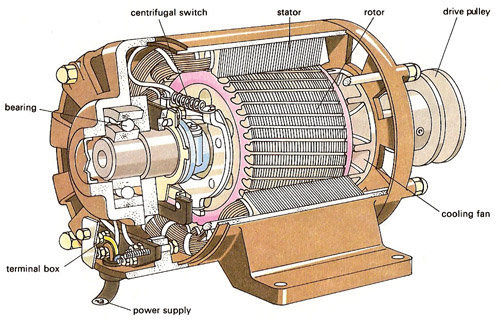 centrifugal switch
stator
rotor
drive pulley
bearing
cooling fan
terminal box
power supply